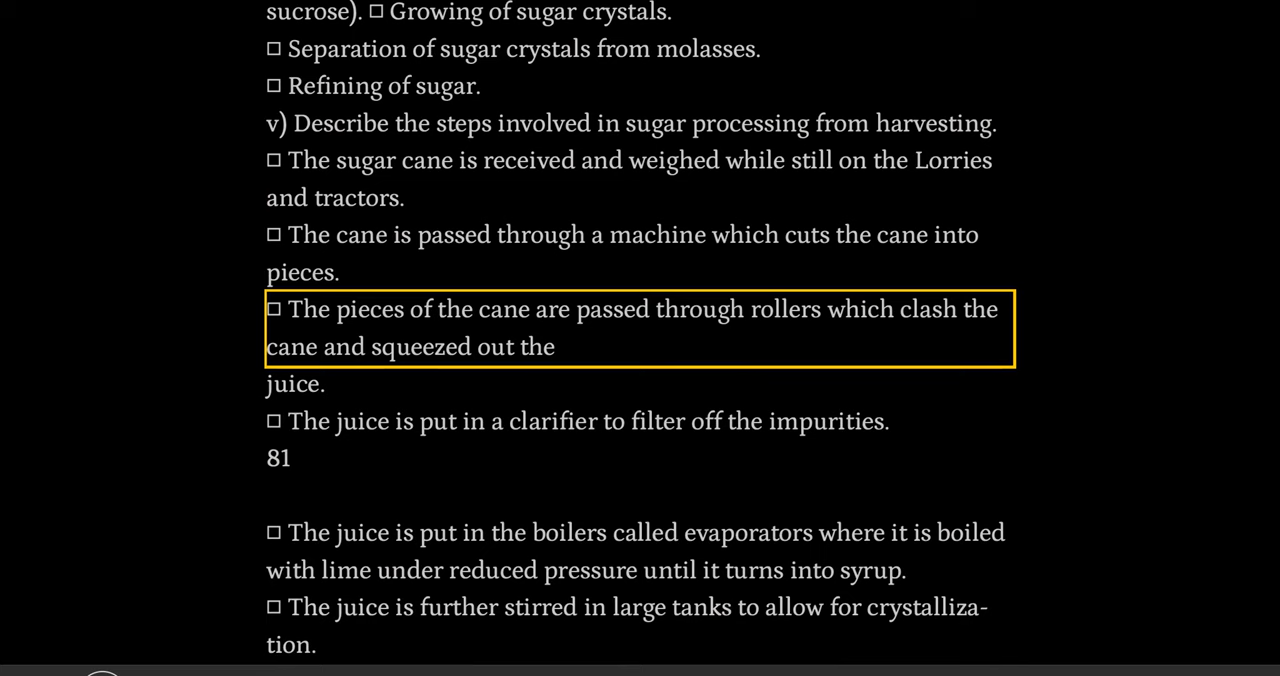 sucrose). □ Growing of sugar crystals.
□ Separation of sugar crystals from molasses.
□ Refining of sugar.
v) Describe the steps involved in sugar processing from harvesting.
□ The sugar cane is received and weighed while still on the Lorries
and tractors.
□ The cane is passed through a machine which cuts the cane into
pieces.
□ The pieces of the cane are passed through rollers which clash the
cane and squeezed out the
juice.
□ The juice is put in a clarifier to filter off the impurities.
81
□ The juice is put in the boilers called evaporators where it is boiled
with lime under reduced pressure until it turns into syrup.
□ The juice is further stirred in large tanks to allow for crystalliza-
tion.